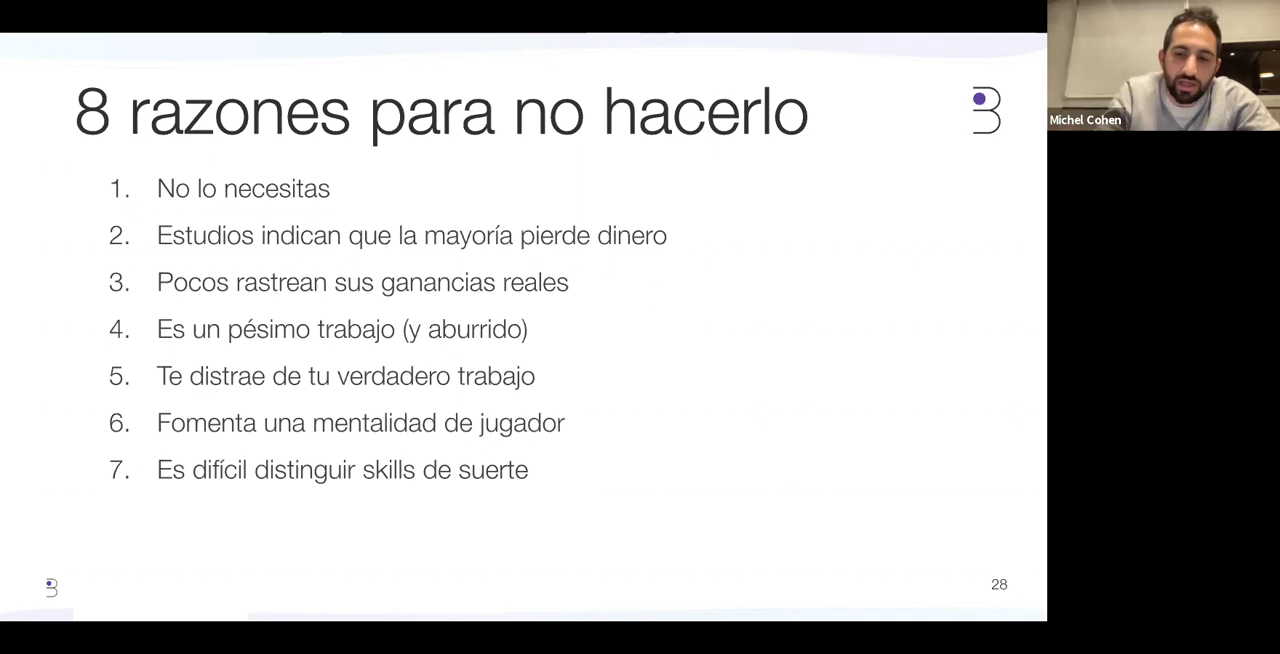 8 razones para no hacerlo
1. No lo necesitas
2. Estudios indican que la mayoría pierde dinero
3. Pocos rastrean sus ganancias reales
4. Es un pésimo trabajo (y aburrido)
5. Te distrae de tu verdadero trabajo
6. Fomenta una mentalidad de jugador
7. Es difícil distinguir skills de suerte
28
Michel Cohen